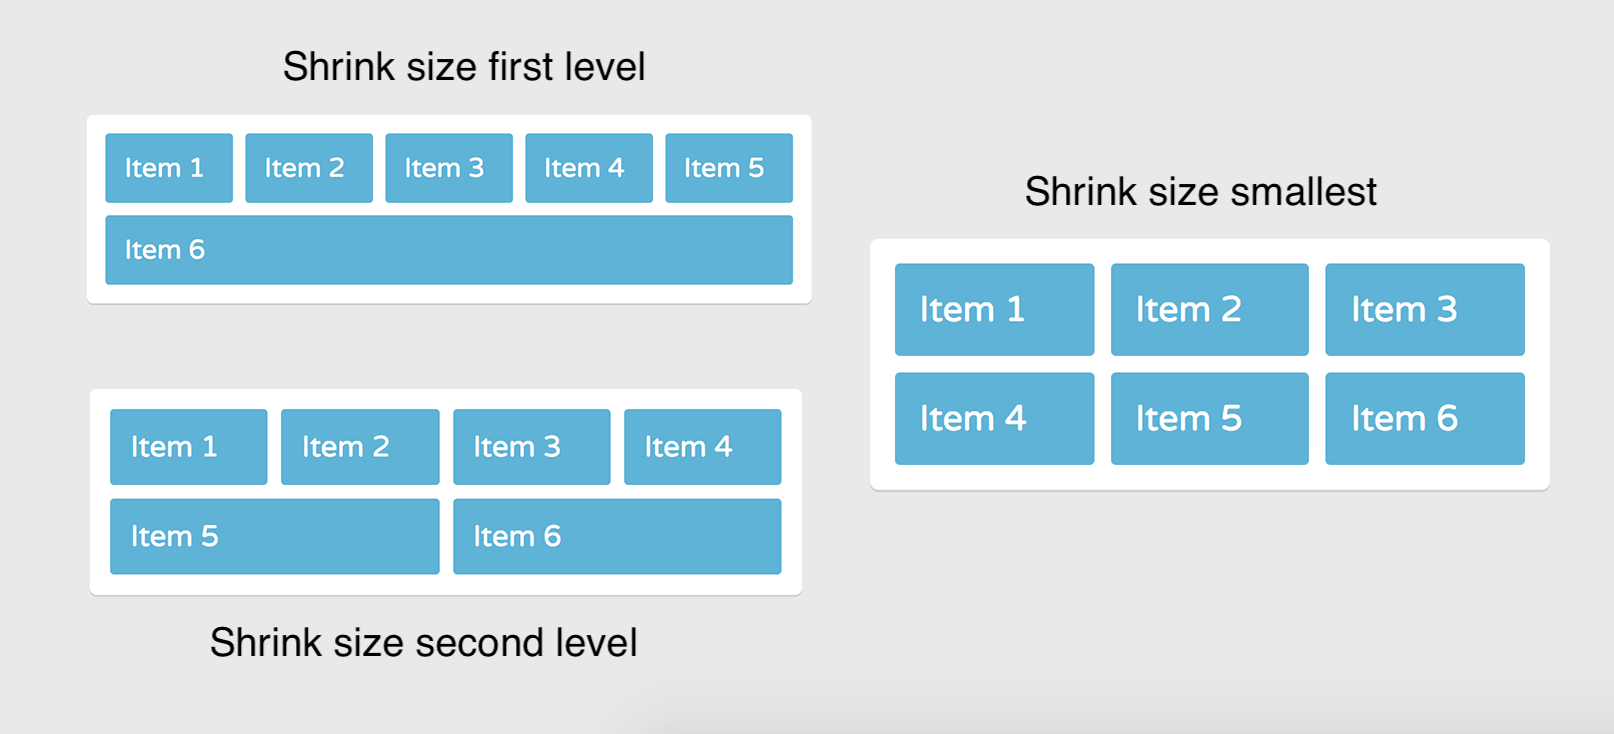 Shrink size first level
Item 1 Item 2 Item 3 Item 4 Item 5
Item 6
Item 1 Item 2 Item 3 Item 4
Item 5 Item 6
Shrink size second level
Shrink size smallest
Item 1 Item 2 Item 3
Item 4 Item 5 Item 6